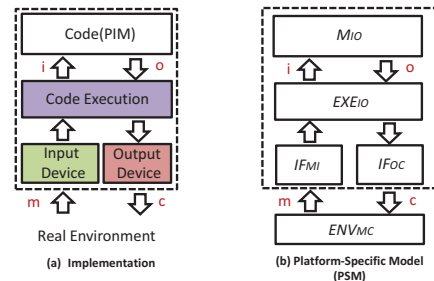 Code(PIM)
i
o
Code Execution
Input
Device
Output
Device
m
c
Real Environment
(a) Implementation
MIO
i
o
EXEIO
IFMI
IFOC
m
c
ENVMC
(b) Platform-Specific Model
(PSM)